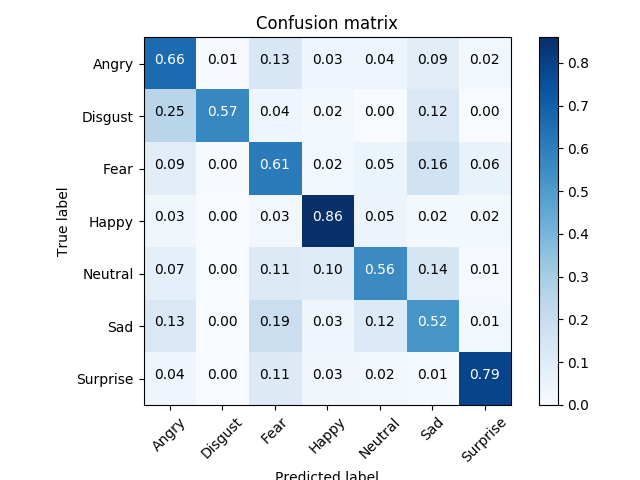 Confusion matrix
Angry 0.66 0.01 0.13 0.03 0.04 0.09 0.02
Disgust 0.25 0.57 0.04 0.02 0.00 0.12 0.00
Fear 0.09 0.00 0.61 0.02 0.05 0.16 0.06
Happy 0.03 0.00 0.03 0.86 0.05 0.02 0.02
Neutral 0.07 0.00 0.11 0.10 0.56 0.14 0.01
Sad 0.13 0.00 0.19 0.03 0.12 0.52 0.01
Surprise 0.04 0.00 0.11 0.03 0.02 0.01 0.79
True label
Angry Disgust Fear Happy Neutral Sad Surprise
Predicted label
0.8
0.7
0.6
0.5
0.4
0.3
0.2
0.1
0.0